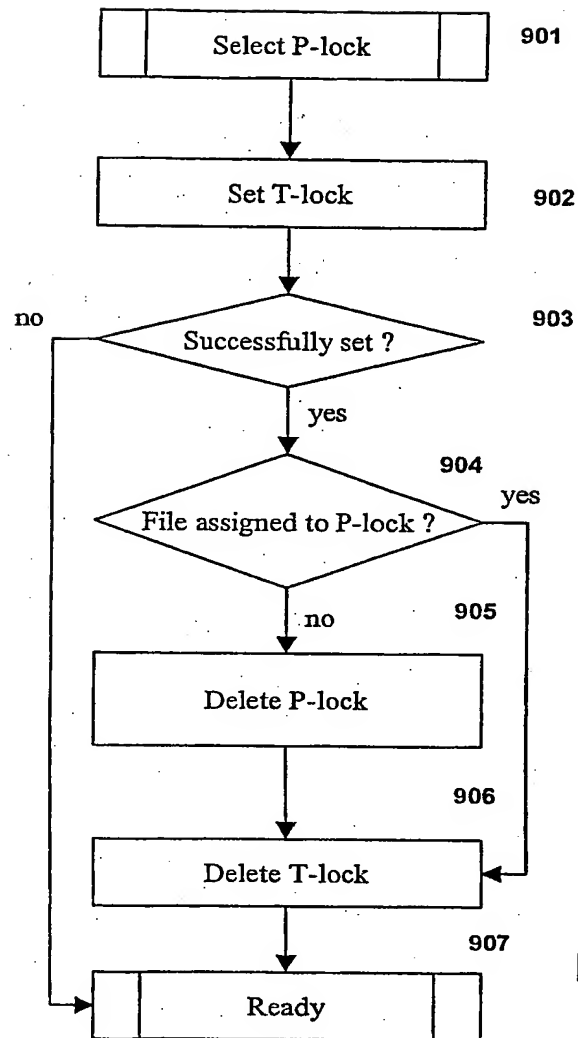 Select P-lock
901
Set T-lock
902
no
Successfully set ?
903
yes
904
File assigned to P-lock ?
yes
no
905
Delete P-lock
906
Delete T-lock
907
Ready